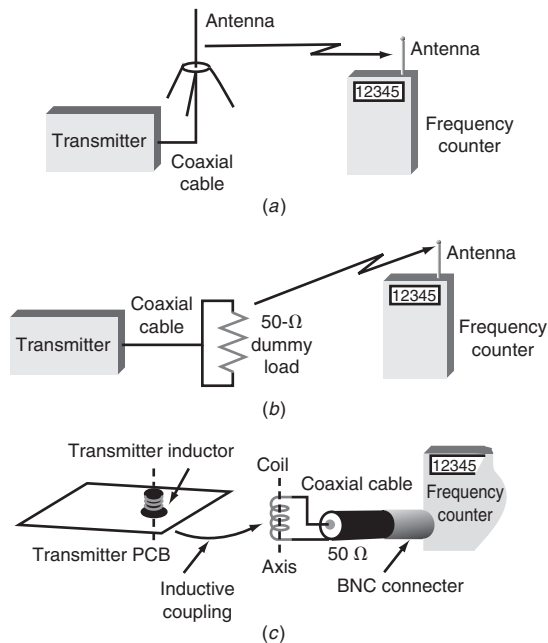 Antenna
Antenna
12345
Transmitter
Frequency
counter
Coaxial
cable
(a)
Antenna
12345
Coaxial
cable
50-Ω
dummy
load
Transmitter
Frequency
counter
(b)
Transmitter inductor
Coil
Coaxial cable
12345
Frequency
counter
Transmitter PCB
Axis
50 Ω
BNC connecter
Inductive
coupling
(c)